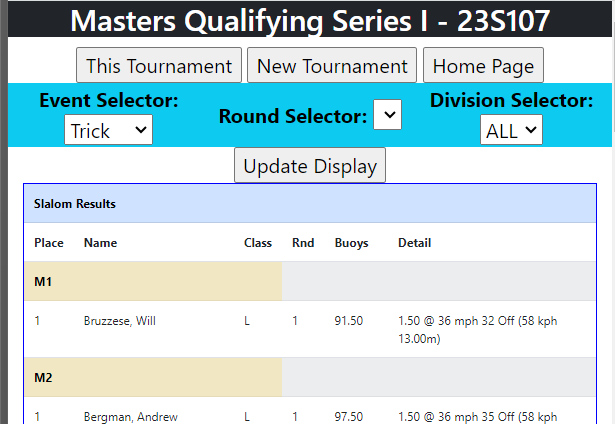 Masters Qualifying Series I - 23S107
This Tournament New Tournament Home Page
Event Selector: Round Selector: Division Selector:
Trick ALL
Update Display
Slalom Results
Place Name Class Rnd Buoys Detail
M1
1 Bruzzese, Will L 1 91.50 1.50 @ 36 mph 32 Off (58 kph
13.00m)
M2
1 Bergman, Andrew L 1 97.50 1.50 @ 36 mph 35 Off (58 kph